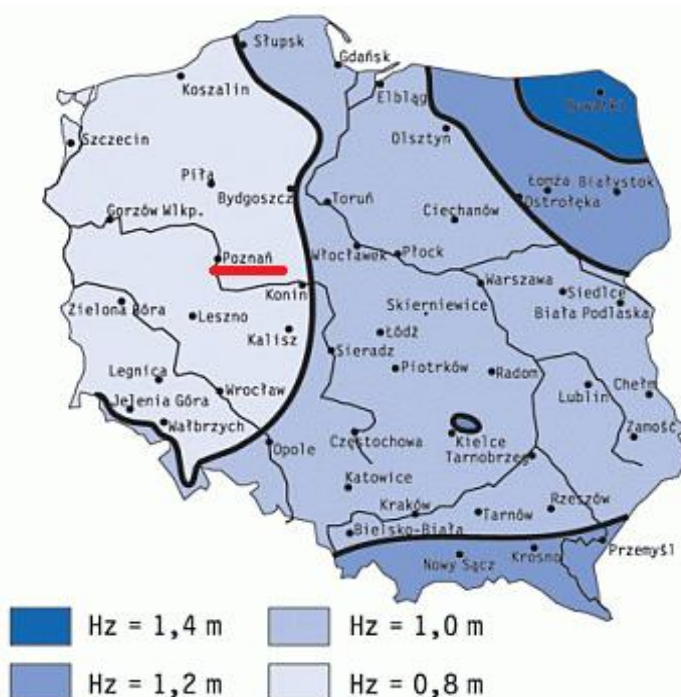 Słupsk
Gdańsk
Koszalin
Elbląg
Suwałki
Szczecin
Olsztyn
Piła
Bydgoszcz
Toruń
Łomża Białystok
Ostrołęka
Gorzów Wlkp.
Ciechanów
Poznań
Włocławek
Płock
Konin
Warszawa
Siedlce
Zielona Góra
Leszno
Skierniewice
Biała Podlaska
Kalisz
Łódź
Sieradz
Legnica
Piotrków
Radom
Wrocław
Chełm
Jelenia Góra
Lublin
Wałbrzych
Opole
Częstochowa
Kielce
Zaność
Tarnobrzeg
Katowice
Kraków
Rzeszów
Tarnów
Bielsko-Biała
Przemyśl
Nowy Sącz
Krosno
Hz = 1,4 m
Hz = 1,0 m
Hz = 1,2 m
Hz = 0,8 m